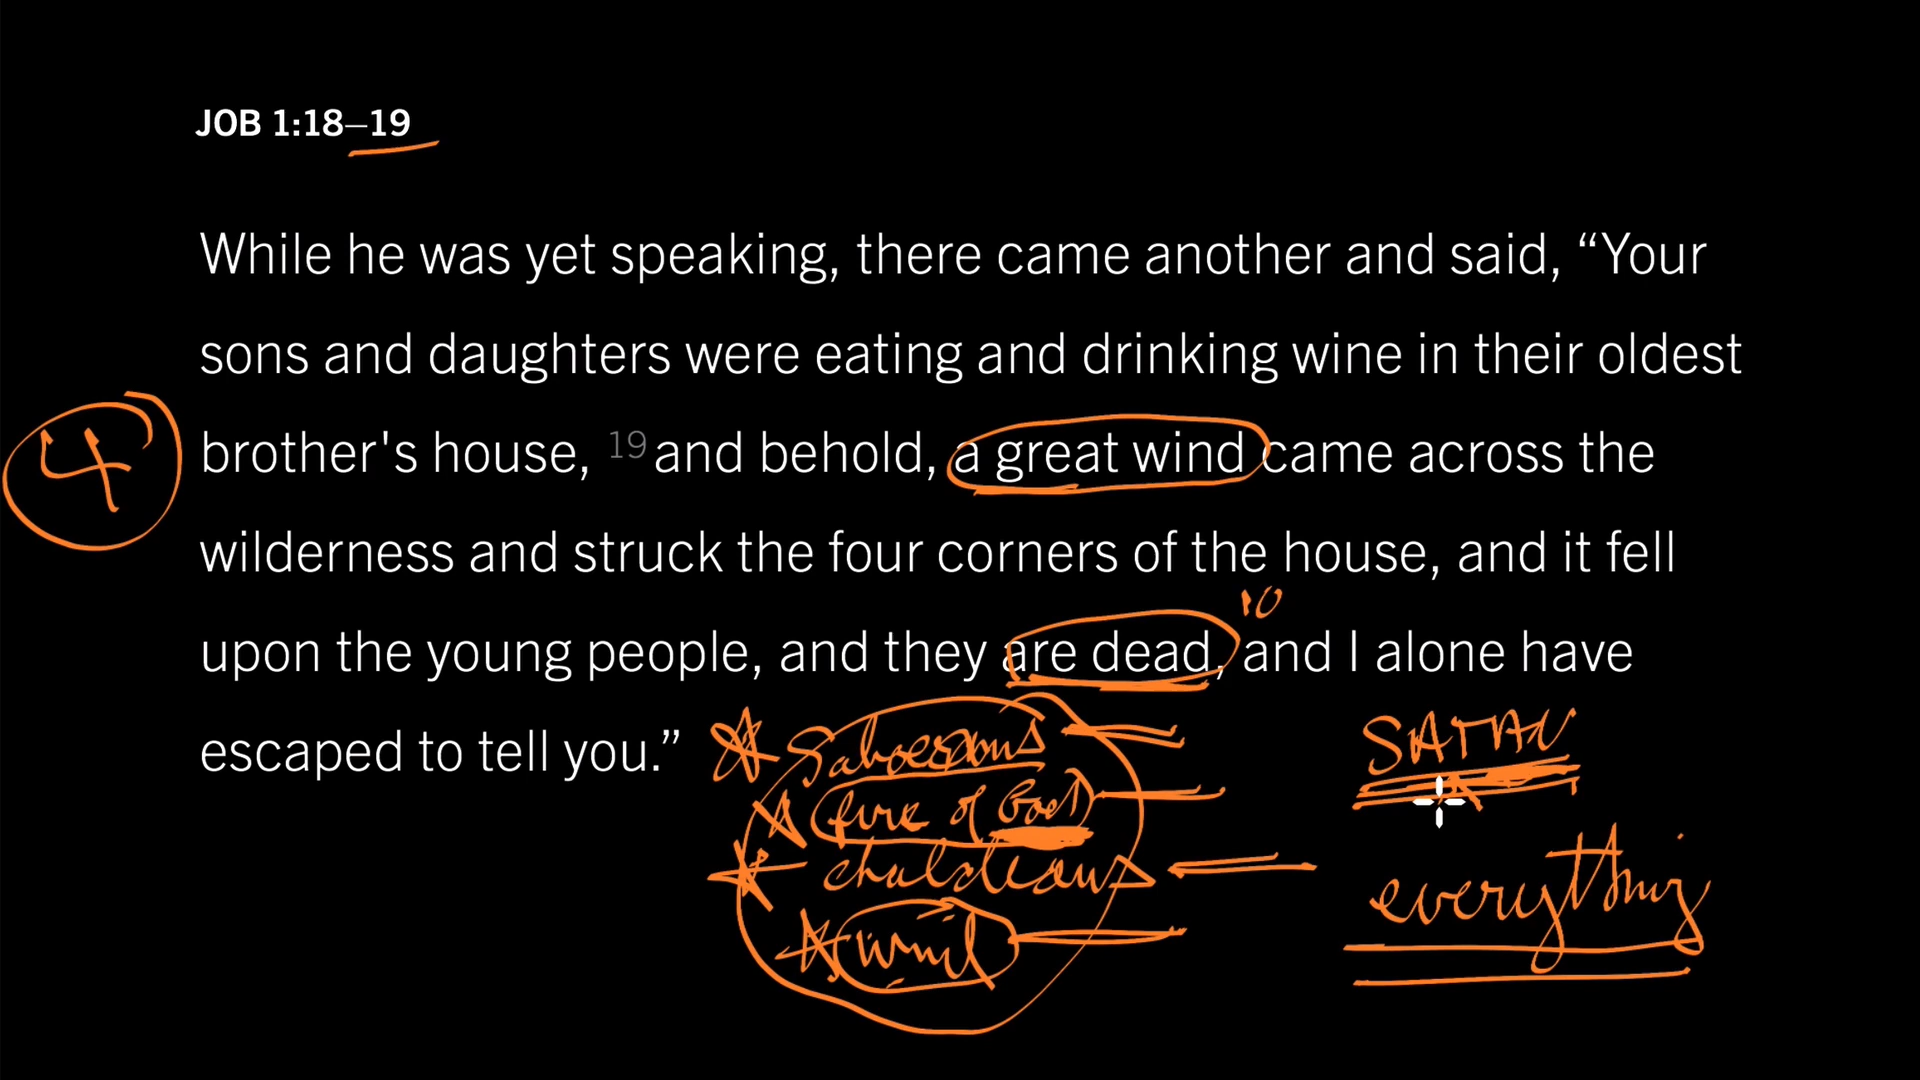 JOB 1:18–19
While he was yet speaking, there came another and said, “Your
sons and daughters were eating and drinking wine in their oldest
brother's house, 19 and behold, a great wind came across the
4
wilderness and struck the four corners of the house, and it fell
10
upon the young people, and they are dead, and I alone have
escaped to tell you.”
SATAN
fire of God
chaldeans
everything
wind